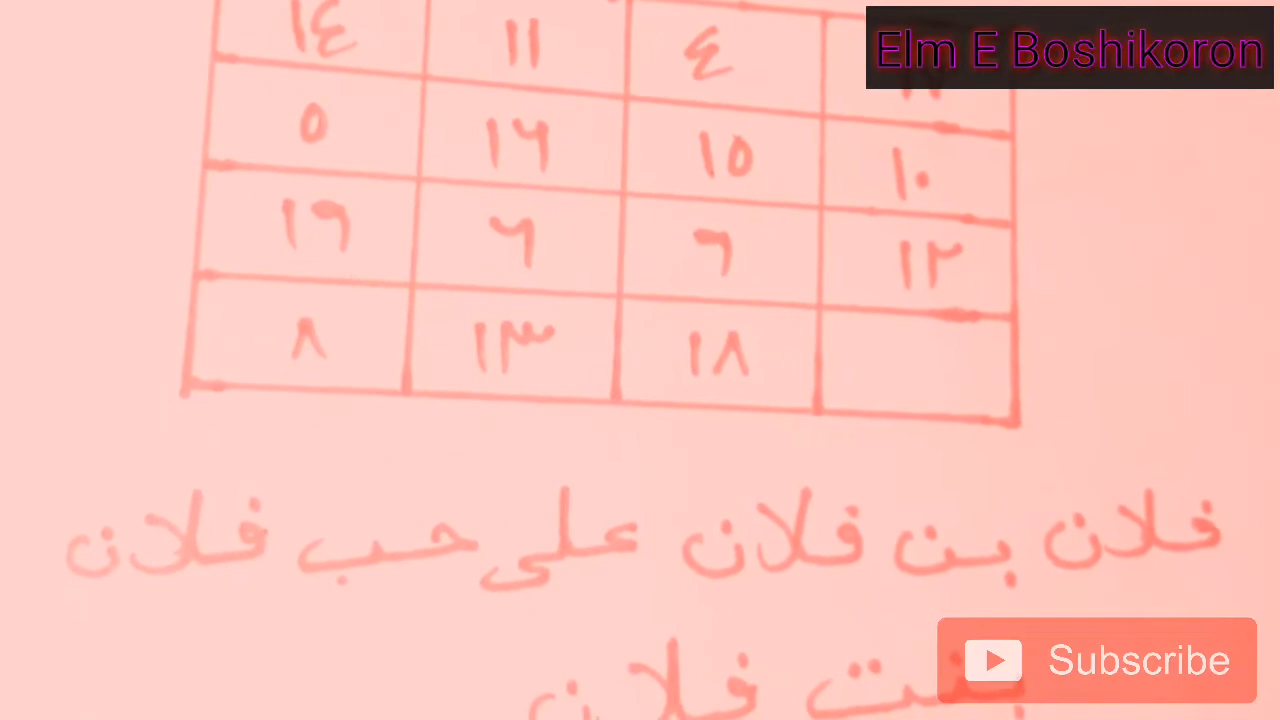 Elm E Boshikoron
٤ ١١ ١٤
١٠ ١٥ ١٦ ٥
١٢ ٩ ٦ ١٩
١٨ ١٣ ٨
فلان بن فلان على حب فلان
بنت فلان
Subscribe